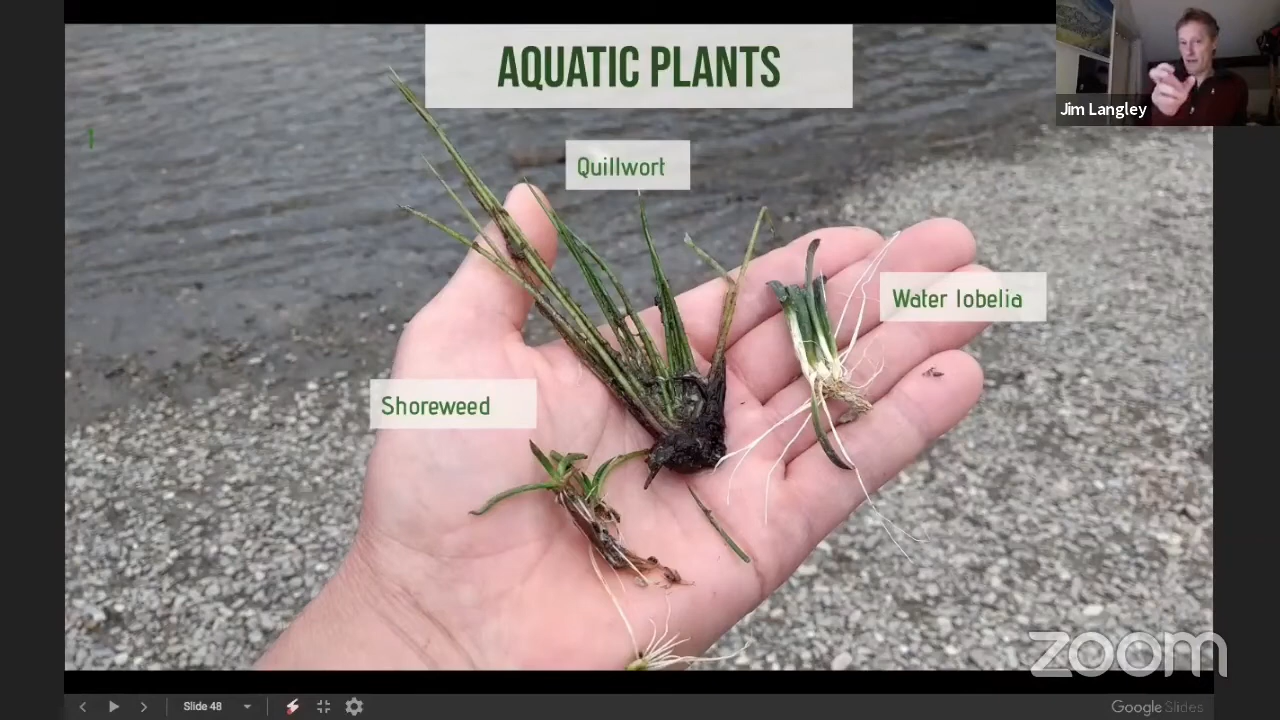 AQUATIC PLANTS
Jim Langley
Quillwort
Water lobelia
Shoreweed
zoom
Slide 48
Google Slides